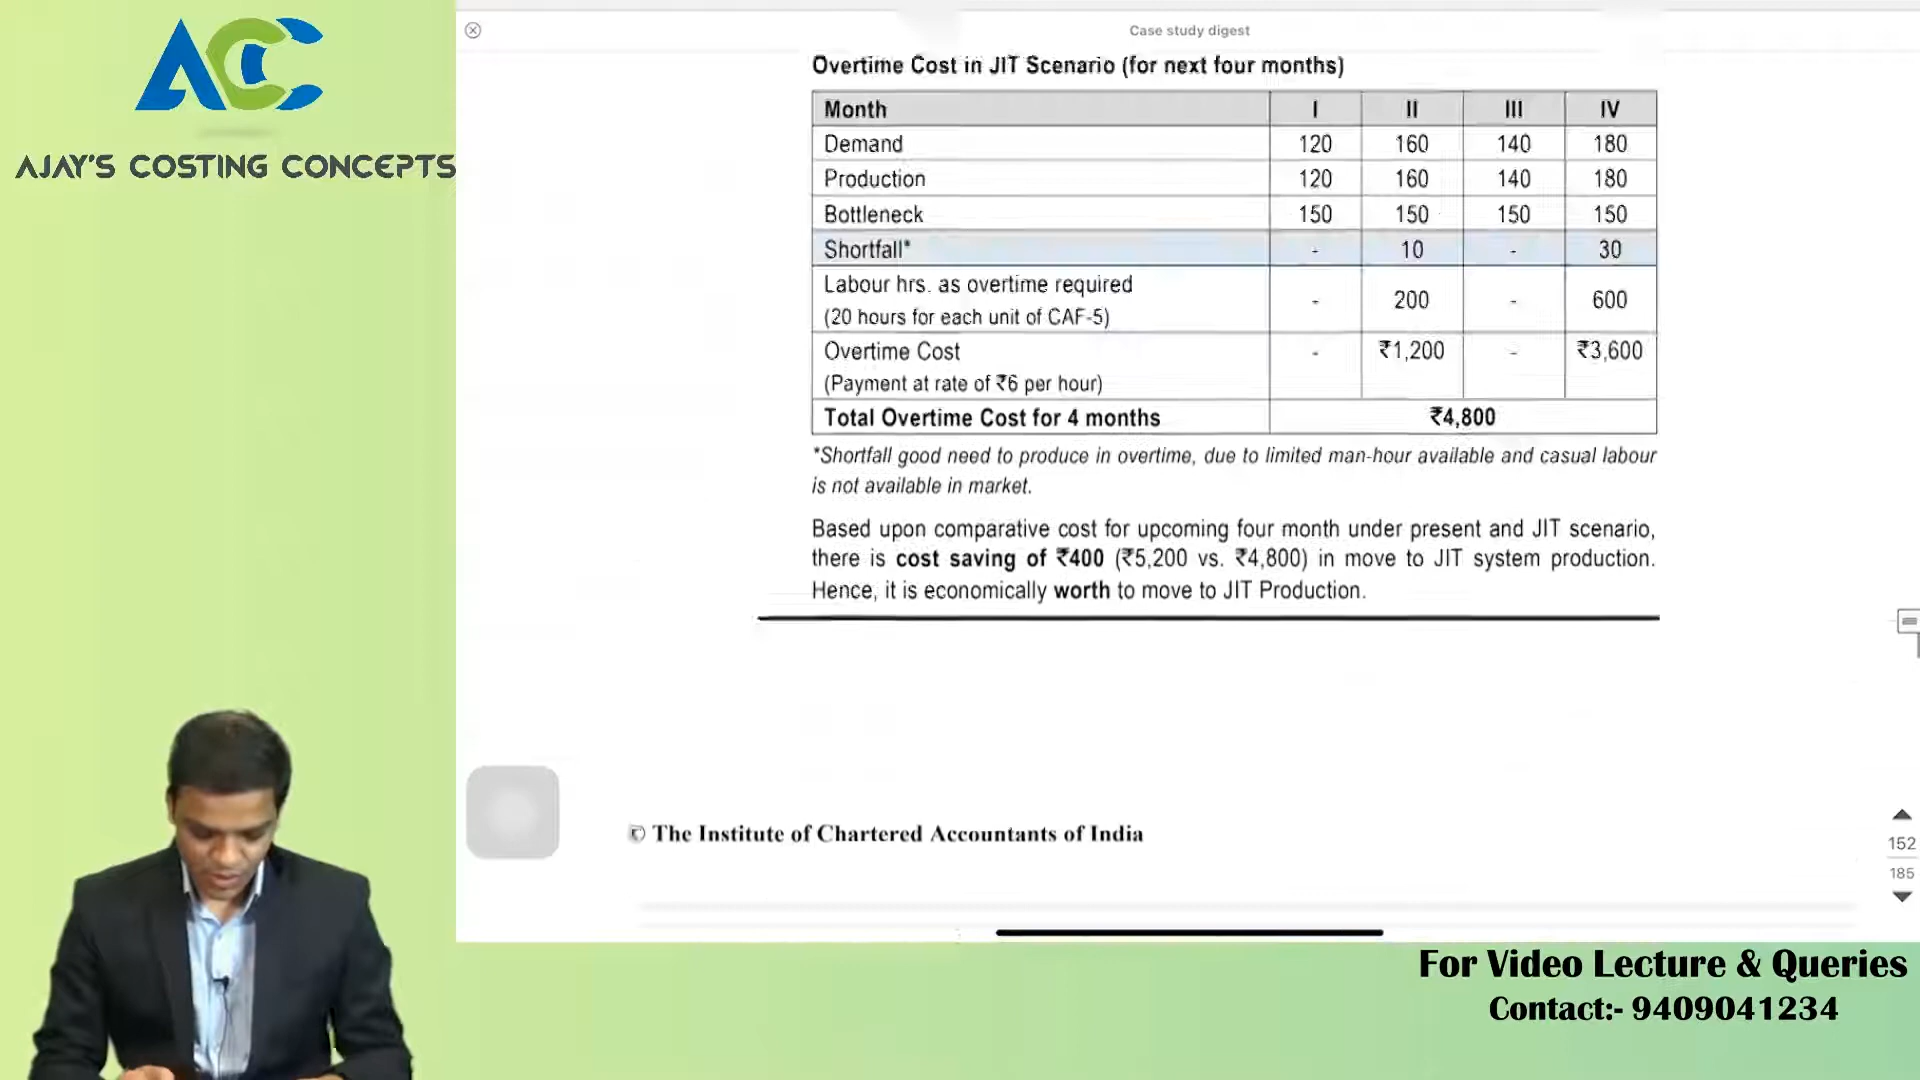 ACC
AJAY'S COSTING CONCEPTS
Case study digest
Overtime Cost in JIT Scenario (for next four months)
Month I II III IV
Demand 120 160 140 180
Production 120 160 140 180
Bottleneck 150 150 150 150
Shortfall* - 10 - 30
Labour hrs. as overtime required
(20 hours for each unit of CAF-5) - 200 - 600
Overtime Cost - ₹1,200 - ₹3,600
(Payment at rate of ₹6 per hour)
Total Overtime Cost for 4 months ₹4,800
*Shortfall good need to produce in overtime, due to limited man-hour available and casual labour
is not available in market.
Based upon comparative cost for upcoming four month under present and JIT scenario,
there is cost saving of ₹400 (₹5,200 vs. ₹4,800) in move to JIT system production.
Hence, it is economically worth to move to JIT Production.
© The Institute of Chartered Accountants of India
152
185
For Video Lecture & Queries
Contact:- 9409041234